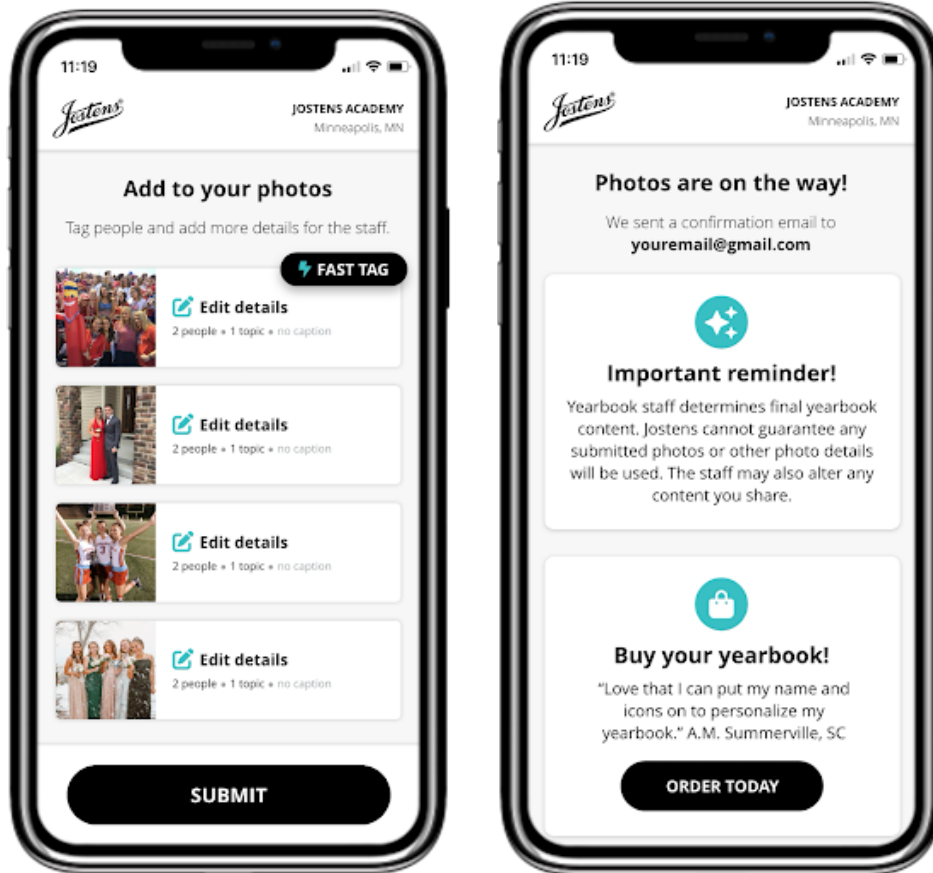 11:19
Jostens
JOSTENS ACADEMY
Minneapolis, MN
Add to your photos
Tag people and add more details for the staff.
FAST TAG
Edit details
2 people • 1 topic • no caption
Edit details
2 people • 1 topic • no caption
Edit details
2 people • 1 topic • no caption
Edit details
2 people • 1 topic • no caption
SUBMIT
11:19
Jostens
JOSTENS ACADEMY
Minneapolis, MN
Photos are on the way!
We sent a confirmation email to
youremail@gmail.com
Important reminder!
Yearbook staff determines final yearbook
content. Jostens cannot guarantee any
submitted photos or other photo details
will be used. The staff may also alter any
content you share.
Buy your yearbook!
“Love that I can put my name and
icons on to personalize my
yearbook.” A.M. Summerville, SC
ORDER TODAY